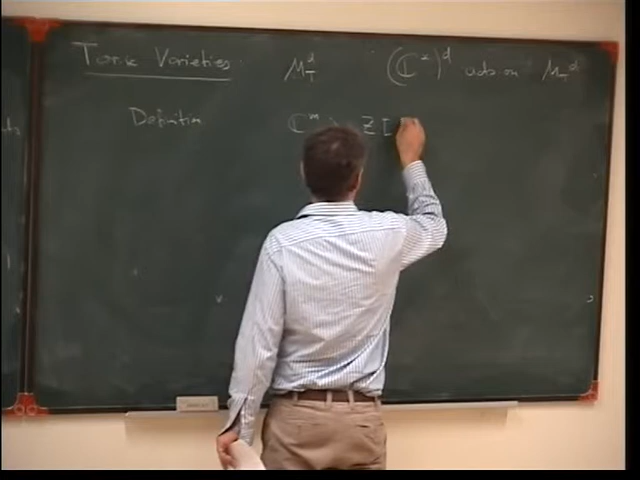 Toric Varieties M_T^d (ℂ^*)^d acts on M_T^d
Definition ℂ^m \ Z[